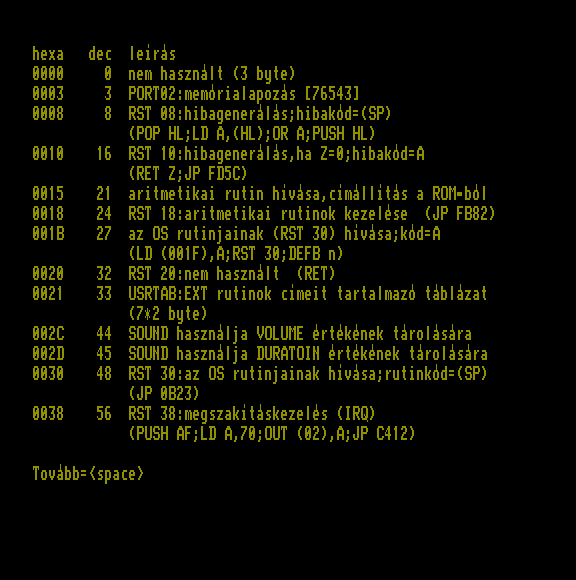 hexa dec leírás
0000 0 nem használt (3 byte)
0003 3 PORT02:memórialapozás [76543]
0008 8 RST 08:hibagenerálás;hibakód=(SP)
(POP HL;LD A,(HL);OR A;PUSH HL)
0010 16 RST 10:hibagenerálás,ha Z=0;hibakód=A
(RET Z;JP FD5C)
0015 21 aritmetikai rutin hívása,címállítás a ROM-ból
0018 24 RST 18:aritmetikai rutinok kezelése (JP FB82)
001B 27 az OS rutinjainak (RST 30) hívása;kód=A
(LD (001F),A;RST 30;DEFB n)
0020 32 RST 20:nem használt (RET)
0021 33 USRTAB:EXT rutinok címeit tartalmazó táblázat
(7*2 byte)
002C 44 SOUND használja VOLUME értékének tárolására
002D 45 SOUND használja DURATOIN értékének tárolására
0030 48 RST 30:az OS rutinjainak hívása;rutinkód=(SP)
(JP 0B23)
0038 56 RST 38:megszakításkezelés (IRQ)
(PUSH AF;LD A,70;OUT (02),A;JP C412)
Tovább=<space>